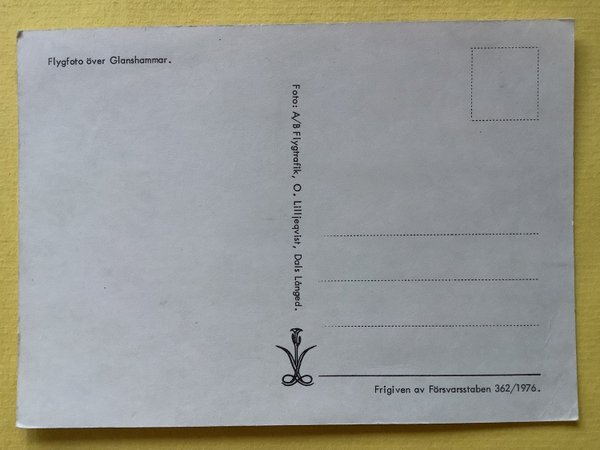 Flygfoto över Glanshammar.
Foto: A/B Flygtrafik, O. Lilljeqvist, Dals Långed.
Frigiven av Försvarsstaben 362/1976.